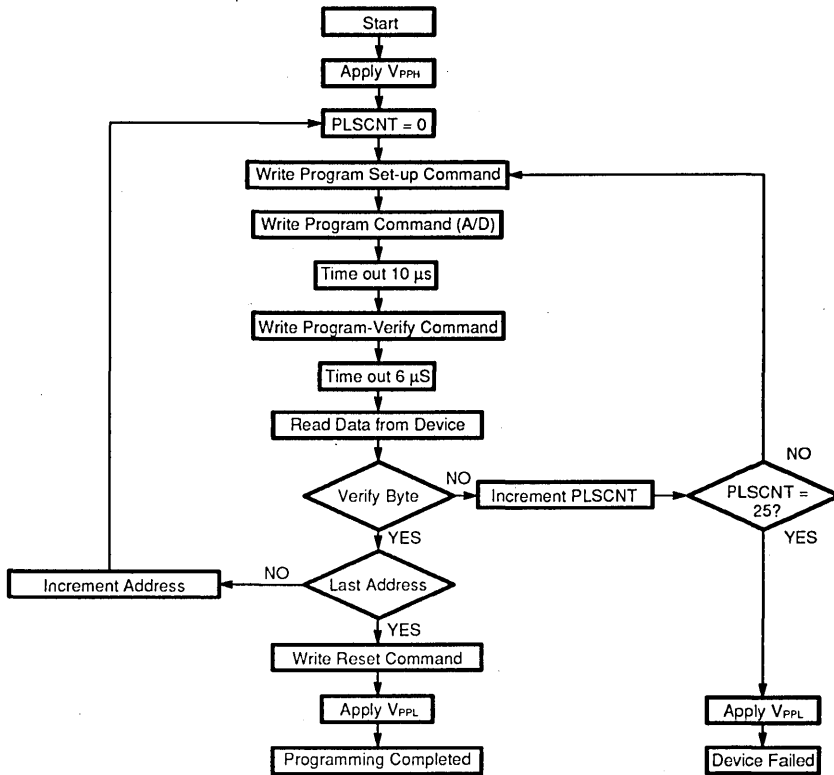 Start
Apply VPPH
PLSCNT = 0
Write Program Set-up Command
Write Program Command (A/D)
Time out 10 µs
Write Program-Verify Command
Time out 6 µS
Read Data from Device
Verify Byte
NO
Increment PLSCNT
NO
PLSCNT =
25?
YES
YES
Increment Address
NO
Last Address
YES
Write Reset Command
Apply VPPL
Programming Completed
Apply VPPL
Device Failed